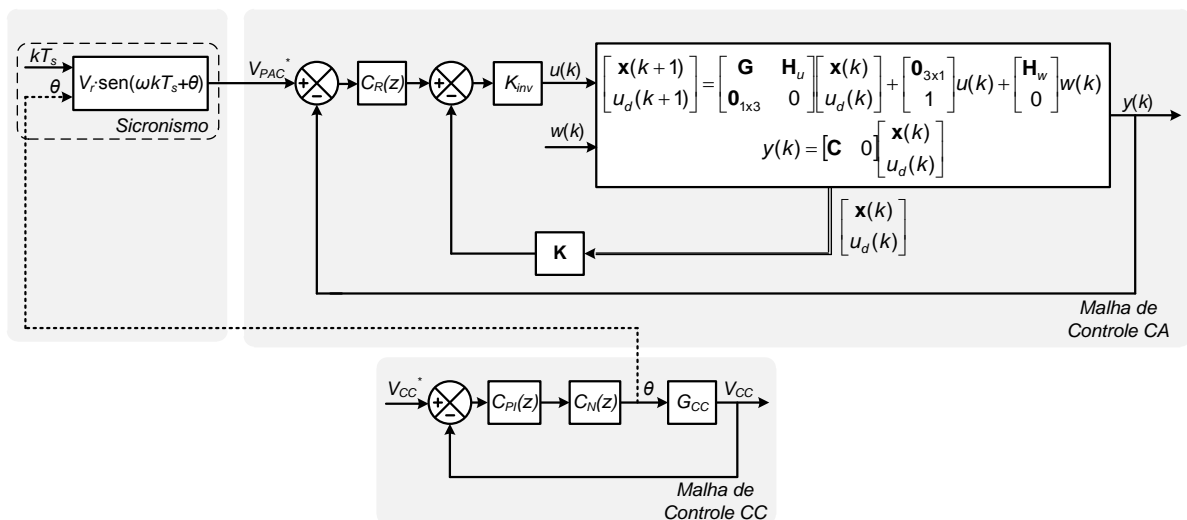 kT_s
θ
V_r·sen(ωkT_s+θ)
Sicronismo
V_PAC^*
C_R(z)
K_inv
u(k)
w(k)
[x(k+1) u_d(k+1)] = [G H_u 0_1x3 0][x(k) u_d(k)] + [0_3x1 1]u(k) + [H_w 0]w(k)
y(k) = [C 0][x(k) u_d(k)]
y(k)
[x(k) u_d(k)]
K
Malha de
Controle CA
V_CC^*
C_PI(z)
C_N(z)
θ
G_CC
V_CC
Malha de
Controle CC